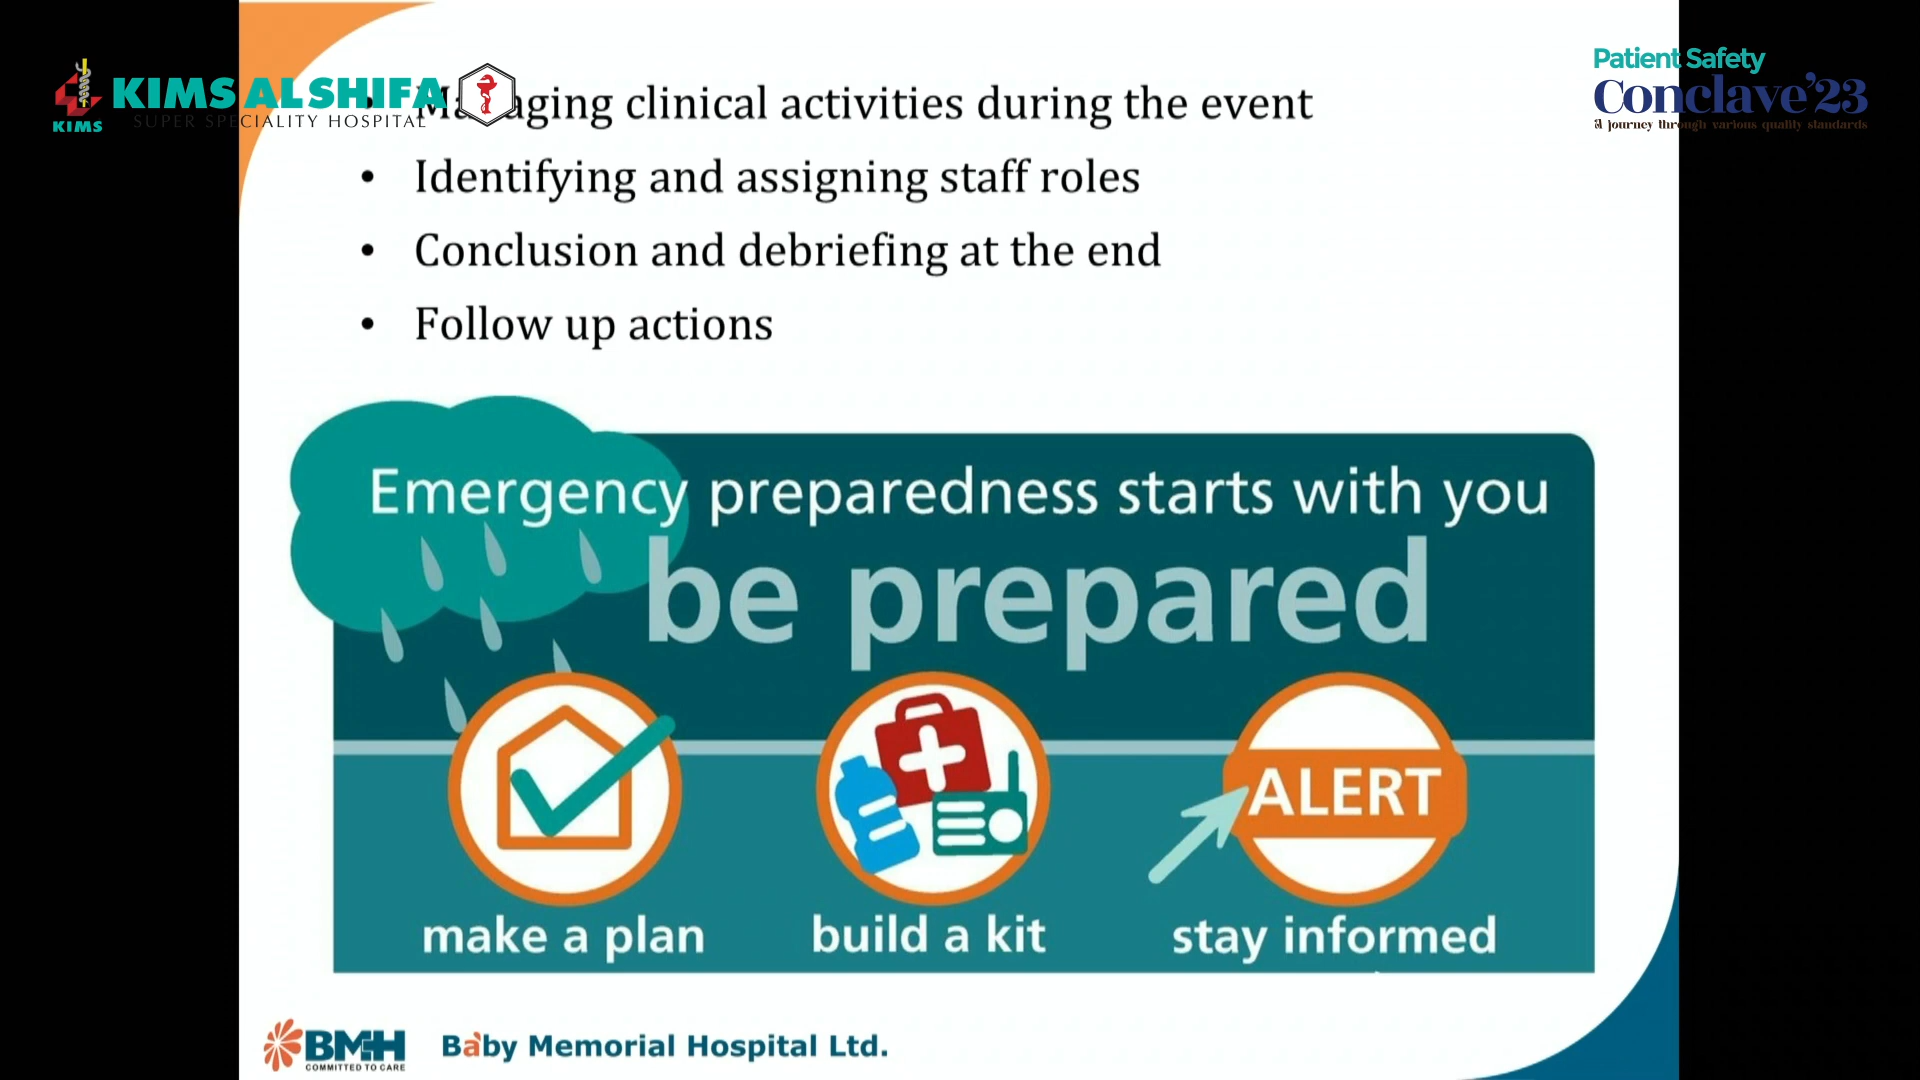 KIMS ALSHIFA
SUPER SPECIALITY HOSPITAL
KIMS
Patient Safety
Conclave'23
A journey through various quality standards
• Managing clinical activities during the event
• Identifying and assigning staff roles
• Conclusion and debriefing at the end
• Follow up actions
Emergency preparedness starts with you
be prepared
ALERT
make a plan
build a kit
stay informed
BMH
COMMITTED TO CARE
Baby Memorial Hospital Ltd.